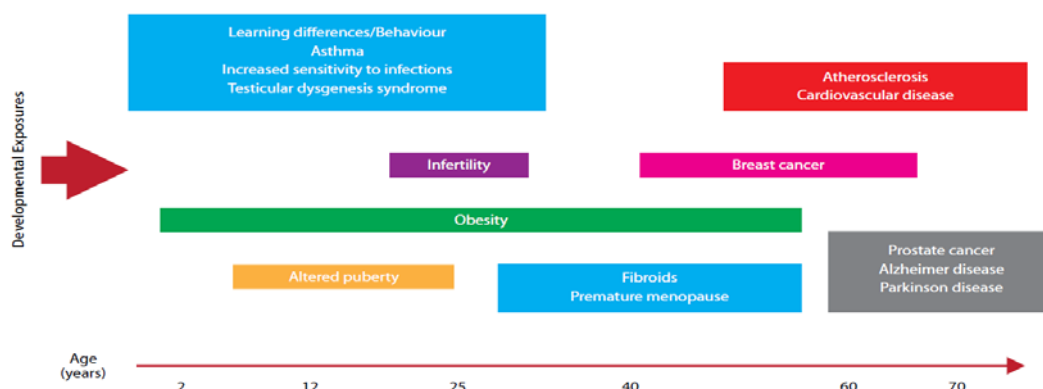 Learning differences/Behaviour
Asthma
Increased sensitivity to infections
Testicular dysgenesis syndrome
Atherosclerosis
Cardiovascular disease
Developmental Exposures
Infertility
Breast cancer
Obesity
Altered puberty
Fibroids
Premature menopause
Prostate cancer
Alzheimer disease
Parkinson disease
Age
(years)
2 12 25 40 60 70